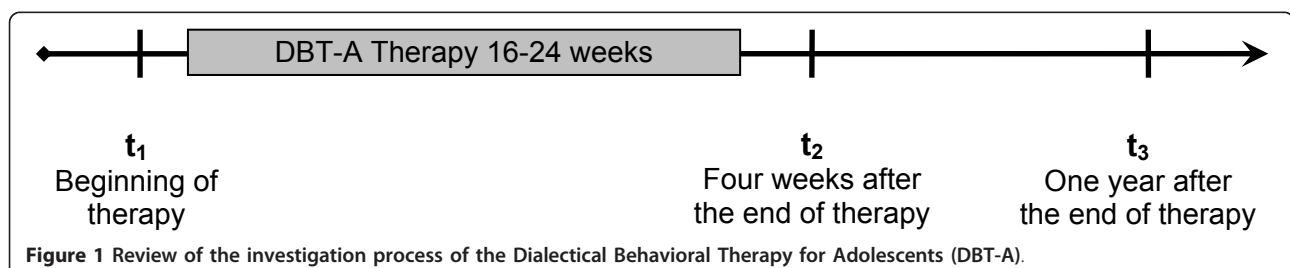 DBT-A Therapy 16-24 weeks
t₁
Beginning of
therapy
t₂
Four weeks after
the end of therapy
t₃
One year after
the end of therapy
Figure 1 Review of the investigation process of the Dialectical Behavioral Therapy for Adolescents (DBT-A).